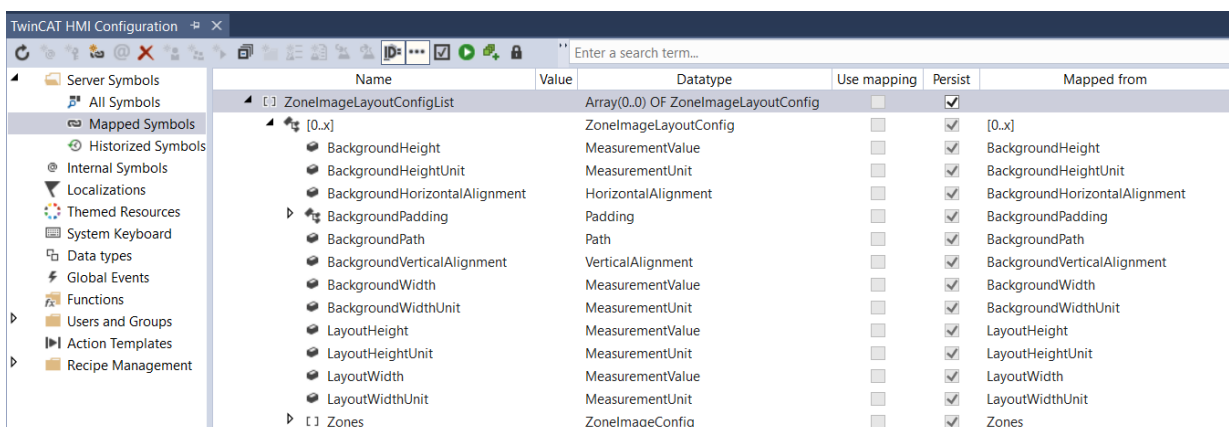 TwinCAT HMI Configuration
Enter a search term...
Server Symbols
All Symbols
Mapped Symbols
Historized Symbols
Internal Symbols
Localizations
Themed Resources
System Keyboard
Data types
Global Events
Functions
Users and Groups
Action Templates
Recipe Management
Name Value Datatype Use mapping Persist Mapped from
[ ] ZoneImageLayoutConfigList Array(0..0) OF ZoneImageLayoutConfig
[0..x] ZoneImageLayoutConfig [0..x]
BackgroundHeight MeasurementValue BackgroundHeight
BackgroundHeightUnit MeasurementUnit BackgroundHeightUnit
BackgroundHorizontalAlignment HorizontalAlignment BackgroundHorizontalAlignment
BackgroundPadding Padding BackgroundPadding
BackgroundPath Path BackgroundPath
BackgroundVerticalAlignment VerticalAlignment BackgroundVerticalAlignment
BackgroundWidth MeasurementValue BackgroundWidth
BackgroundWidthUnit MeasurementUnit BackgroundWidthUnit
LayoutHeight MeasurementValue LayoutHeight
LayoutHeightUnit MeasurementUnit LayoutHeightUnit
LayoutWidth MeasurementValue LayoutWidth
LayoutWidthUnit MeasurementUnit LayoutWidthUnit
[ ] Zones ZoneImageConfig Zones